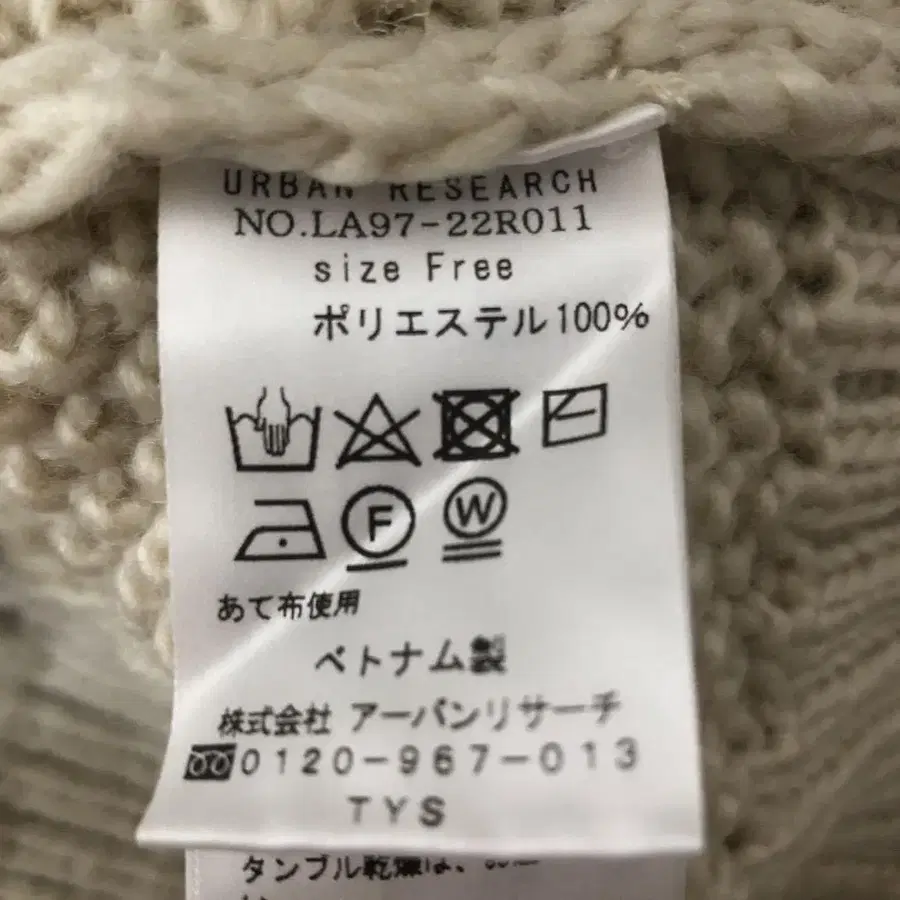 URBAN RESEARCH
NO.LA97-22R011
size Free
ポリエステル100%
F W
あて布使用
ベトナム製
株式会社 アーバンリサーチ
0120-967-013
TYS
タンブル乾燥は、